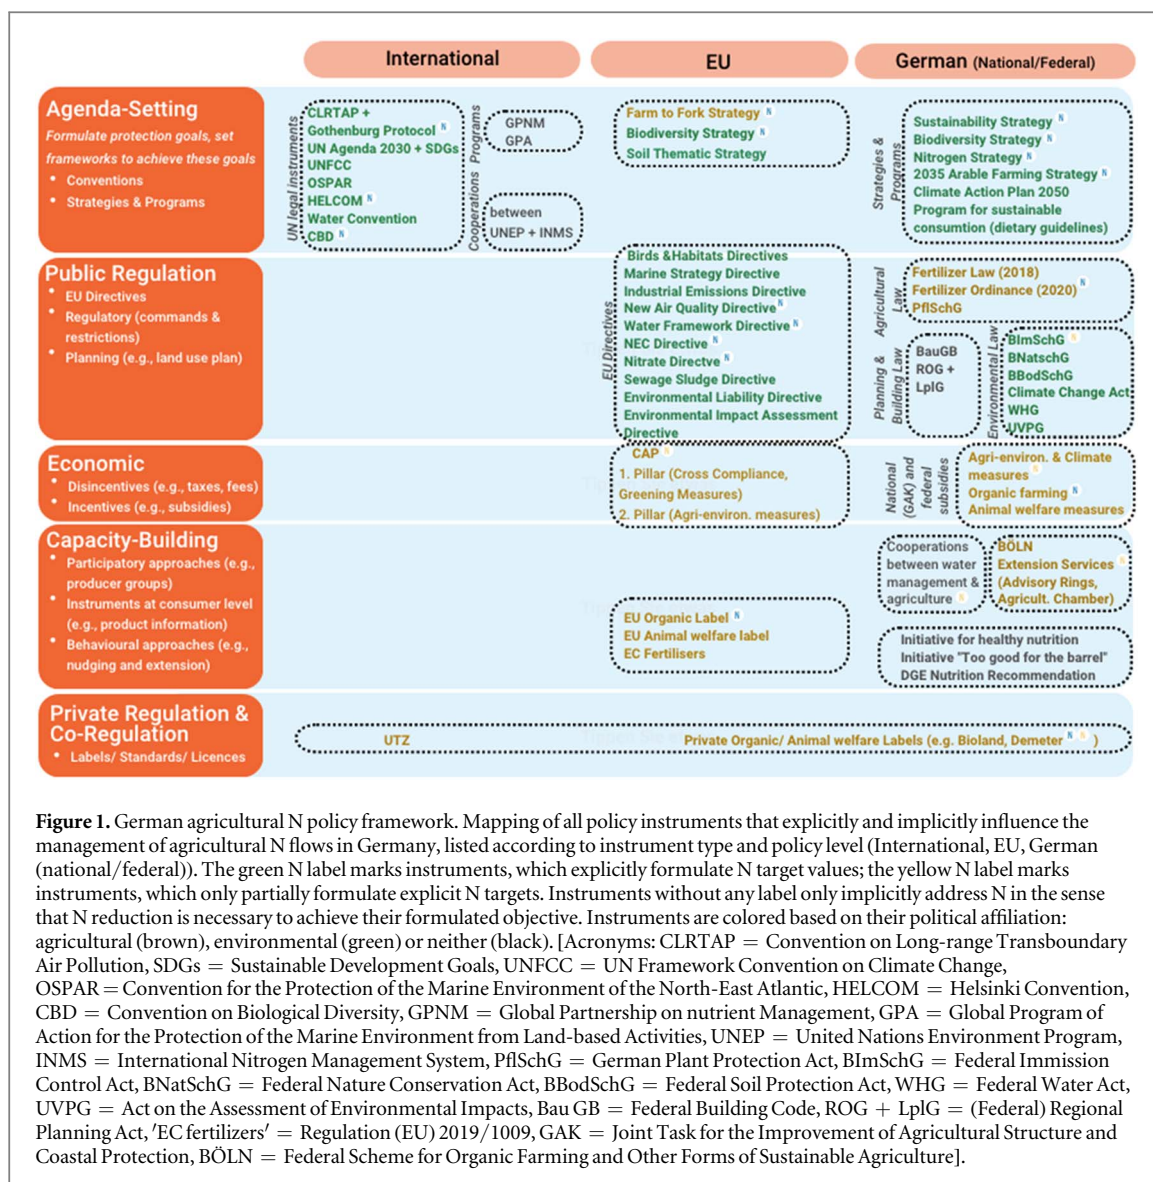 International
EU
German (National/Federal)
Agenda-Setting
Formulate protection goals, set
frameworks to achieve these goals
• Conventions
• Strategies & Programs
UN legal instruments
CLRTAP +
Gothenburg Protocol N
UN Agenda 2030 + SDGs
UNFCC
OSPAR
HELCOM N
Water Convention
CBD N
Cooperations Programs
GPNM
GPA
between
UNEP + INMS
Farm to Fork Strategy N
Biodiversity Strategy N
Soil Thematic Strategy
Strategies &
Programs
Sustainability Strategy N
Biodiversity Strategy N
Nitrogen Strategy N
2035 Arable Farming Strategy N
Climate Action Plan 2050
Program for sustainable
consumtion (dietary guidelines)
Public Regulation
• EU Directives
• Regulatory (commands &
restrictions)
• Planning (e.g., land use plan)
EU Directives
Birds &Habitats Directives
Marine Strategy Directive
Industrial Emissions Directive
New Air Quality Directive N
Water Framework Directive N
NEC Directive N
Nitrate Directve N
Sewage Sludge Directive
Environmental Liability Directive
Environmental Impact Assessment
Directive
Agricultural
Law
Fertilizer Law (2018)
Fertilizer Ordinance (2020) N
PflSchG
Planning &
Building Law
BauGB
ROG +
LplG
Environmental Law
BImSchG N
BNatschG
BBodSchG
Climate Change Act
WHG
UVPG
Economic
• Disincentives (e.g., taxes, fees)
• Incentives (e.g., subsidies)
CAP N
1. Pillar (Cross Compliance,
Greening Measures)
2. Pillar (Agri-environ. measures)
National
(GAK) and
federal
subsidies
Agri-environ. & Climate
measures N
Organic farming N
Animal welfare measures
Capacity-Building
• Participatory approaches (e.g.,
producer groups)
• Instruments at consumer level
(e.g., product information)
• Behavioural approaches (e.g.,
nudging and extension)
EU Organic Label N
EU Animal welfare label
EC Fertilisers
Cooperations
between water
management &
agriculture N
BÖLN
Extension Services N
(Advisory Rings,
Agricult. Chamber)
Initiative for healthy nutrition
Initiative "Too good for the barrel"
DGE Nutrition Recommendation
Private Regulation &
Co-Regulation
• Labels/ Standards/ Licences
UTZ
Private Organic/ Animal welfare Labels (e.g. Bioland, Demeter N N )
Figure 1. German agricultural N policy framework. Mapping of all policy instruments that explicitly and implicitly influence the
management of agricultural N flows in Germany, listed according to instrument type and policy level (International, EU, German
(national/federal)). The green N label marks instruments, which explicitly formulate N target values; the yellow N label marks
instruments, which only partially formulate explicit N targets. Instruments without any label only implicitly address N in the sense
that N reduction is necessary to achieve their formulated objective. Instruments are colored based on their political affiliation:
agricultural (brown), environmental (green) or neither (black). [Acronyms: CLRTAP = Convention on Long-range Transboundary
Air Pollution, SDGs = Sustainable Development Goals, UNFCC = UN Framework Convention on Climate Change,
OSPAR = Convention for the Protection of the Marine Environment of the North-East Atlantic, HELCOM = Helsinki Convention,
CBD = Convention on Biological Diversity, GPNM = Global Partnership on nutrient Management, GPA = Global Program of
Action for the Protection of the Marine Environment from Land-based Activities, UNEP = United Nations Environment Program,
INMS = International Nitrogen Management System, PflSchG = German Plant Protection Act, BImSchG = Federal Immission
Control Act, BNatSchG = Federal Nature Conservation Act, BBodSchG = Federal Soil Protection Act, WHG = Federal Water Act,
UVPG = Act on the Assessment of Environmental Impacts, Bau GB = Federal Building Code, ROG + LplG = (Federal) Regional
Planning Act, 'EC fertilizers' = Regulation (EU) 2019/1009, GAK = Joint Task for the Improvement of Agricultural Structure and
Coastal Protection, BÖLN = Federal Scheme for Organic Farming and Other Forms of Sustainable Agriculture].